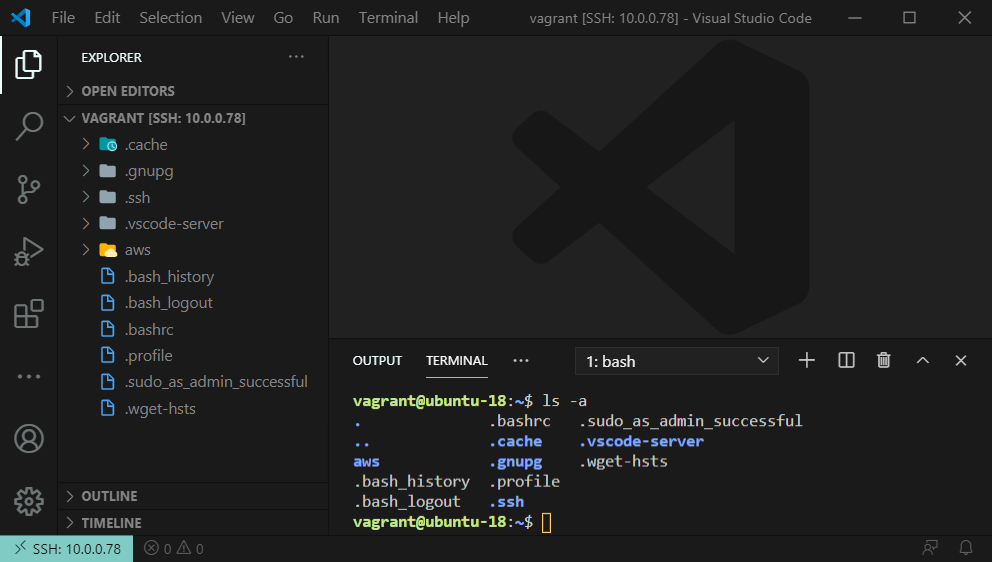 File Edit Selection View Go Run Terminal Help vagrant [SSH: 10.0.0.78] - Visual Studio Code
EXPLORER
OPEN EDITORS
VAGRANT [SSH: 10.0.0.78]
.cache
.gnupg
.ssh
.vscode-server
aws
.bash_history
.bash_logout
.bashrc
.profile
.sudo_as_admin_successful
.wget-hsts
OUTLINE
TIMELINE
OUTPUT TERMINAL 1: bash
vagrant@ubuntu-18:~$ ls -a
. .bashrc .sudo_as_admin_successful
.. .cache .vscode-server
aws .gnupg .wget-hsts
.bash_history .profile
.bash_logout .ssh
vagrant@ubuntu-18:~$
SSH: 10.0.0.78 0 0